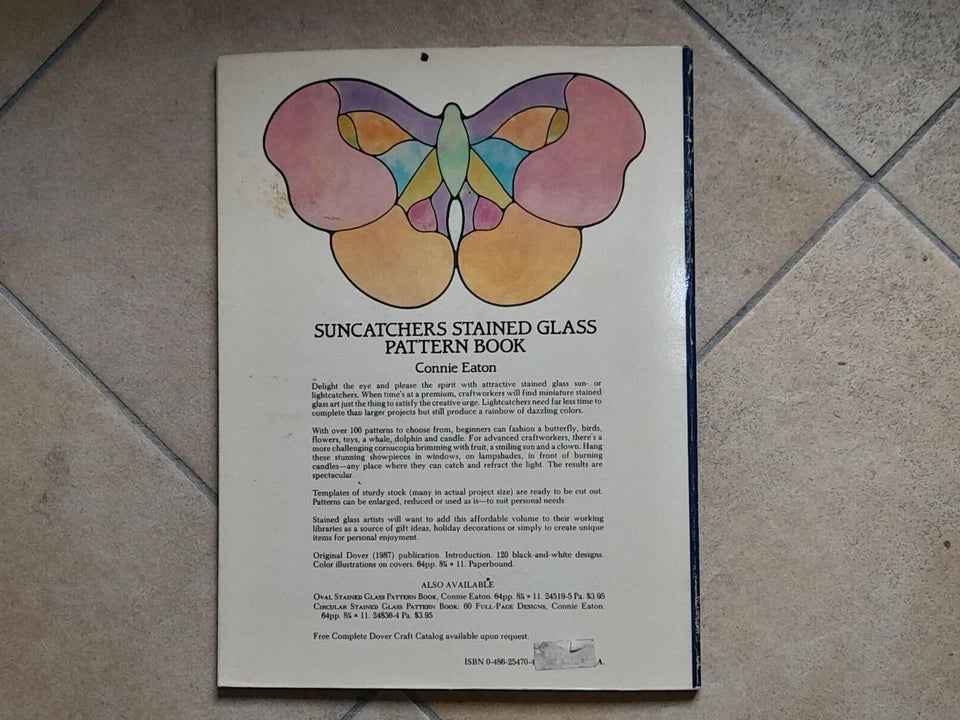 SUNCATCHERS STAINED GLASS
PATTERN BOOK
Connie Eaton
Delight the eye and please the spirit with attractive stained glass sun- or
lightcatchers. When time's at a premium, craftworkers will find miniature stained
glass art just the thing to satisfy the creative urge. Lightcatchers need far less time to
complete than larger projects but still produce a rainbow of dazzling colors.
With over 100 patterns to choose from, beginners can fashion a butterfly, birds,
flowers, toys, a whale, dolphin and candle. For advanced craftworkers, there's a
more challenging cornucopia brimming with fruit, a smiling sun and a clown. Hang
these stunning showpieces in windows, on lampshades, in front of burning
candles—any place where they can catch and refract the light. The results are
spectacular.
Templates of sturdy stock (many in actual project size) are ready to be cut out.
Patterns can be enlarged, reduced or used as is—to suit personal needs.
Stained glass artists will want to add this affordable volume to their working
libraries as a source of gift ideas, holiday decorations or simply to create unique
items for personal enjoyment.
Original Dover (1987) publication. Introduction. 120 black-and-white designs.
Color illustrations on covers. 64pp. 8¼ × 11. Paperbound.
ALSO AVAILABLE
OVAL STAINED GLASS PATTERN BOOK, Connie Eaton. 64pp. 8¼ × 11. 24519-5 Pa. $3.95
CIRCULAR STAINED GLASS PATTERN BOOK: 60 FULL-PAGE DESIGNS, Connie Eaton.
64pp. 8¼ × 11. 24836-4 Pa. $3.95
Free Complete Dover Craft Catalog available upon request.
ISBN 0-486-25470-4 A.